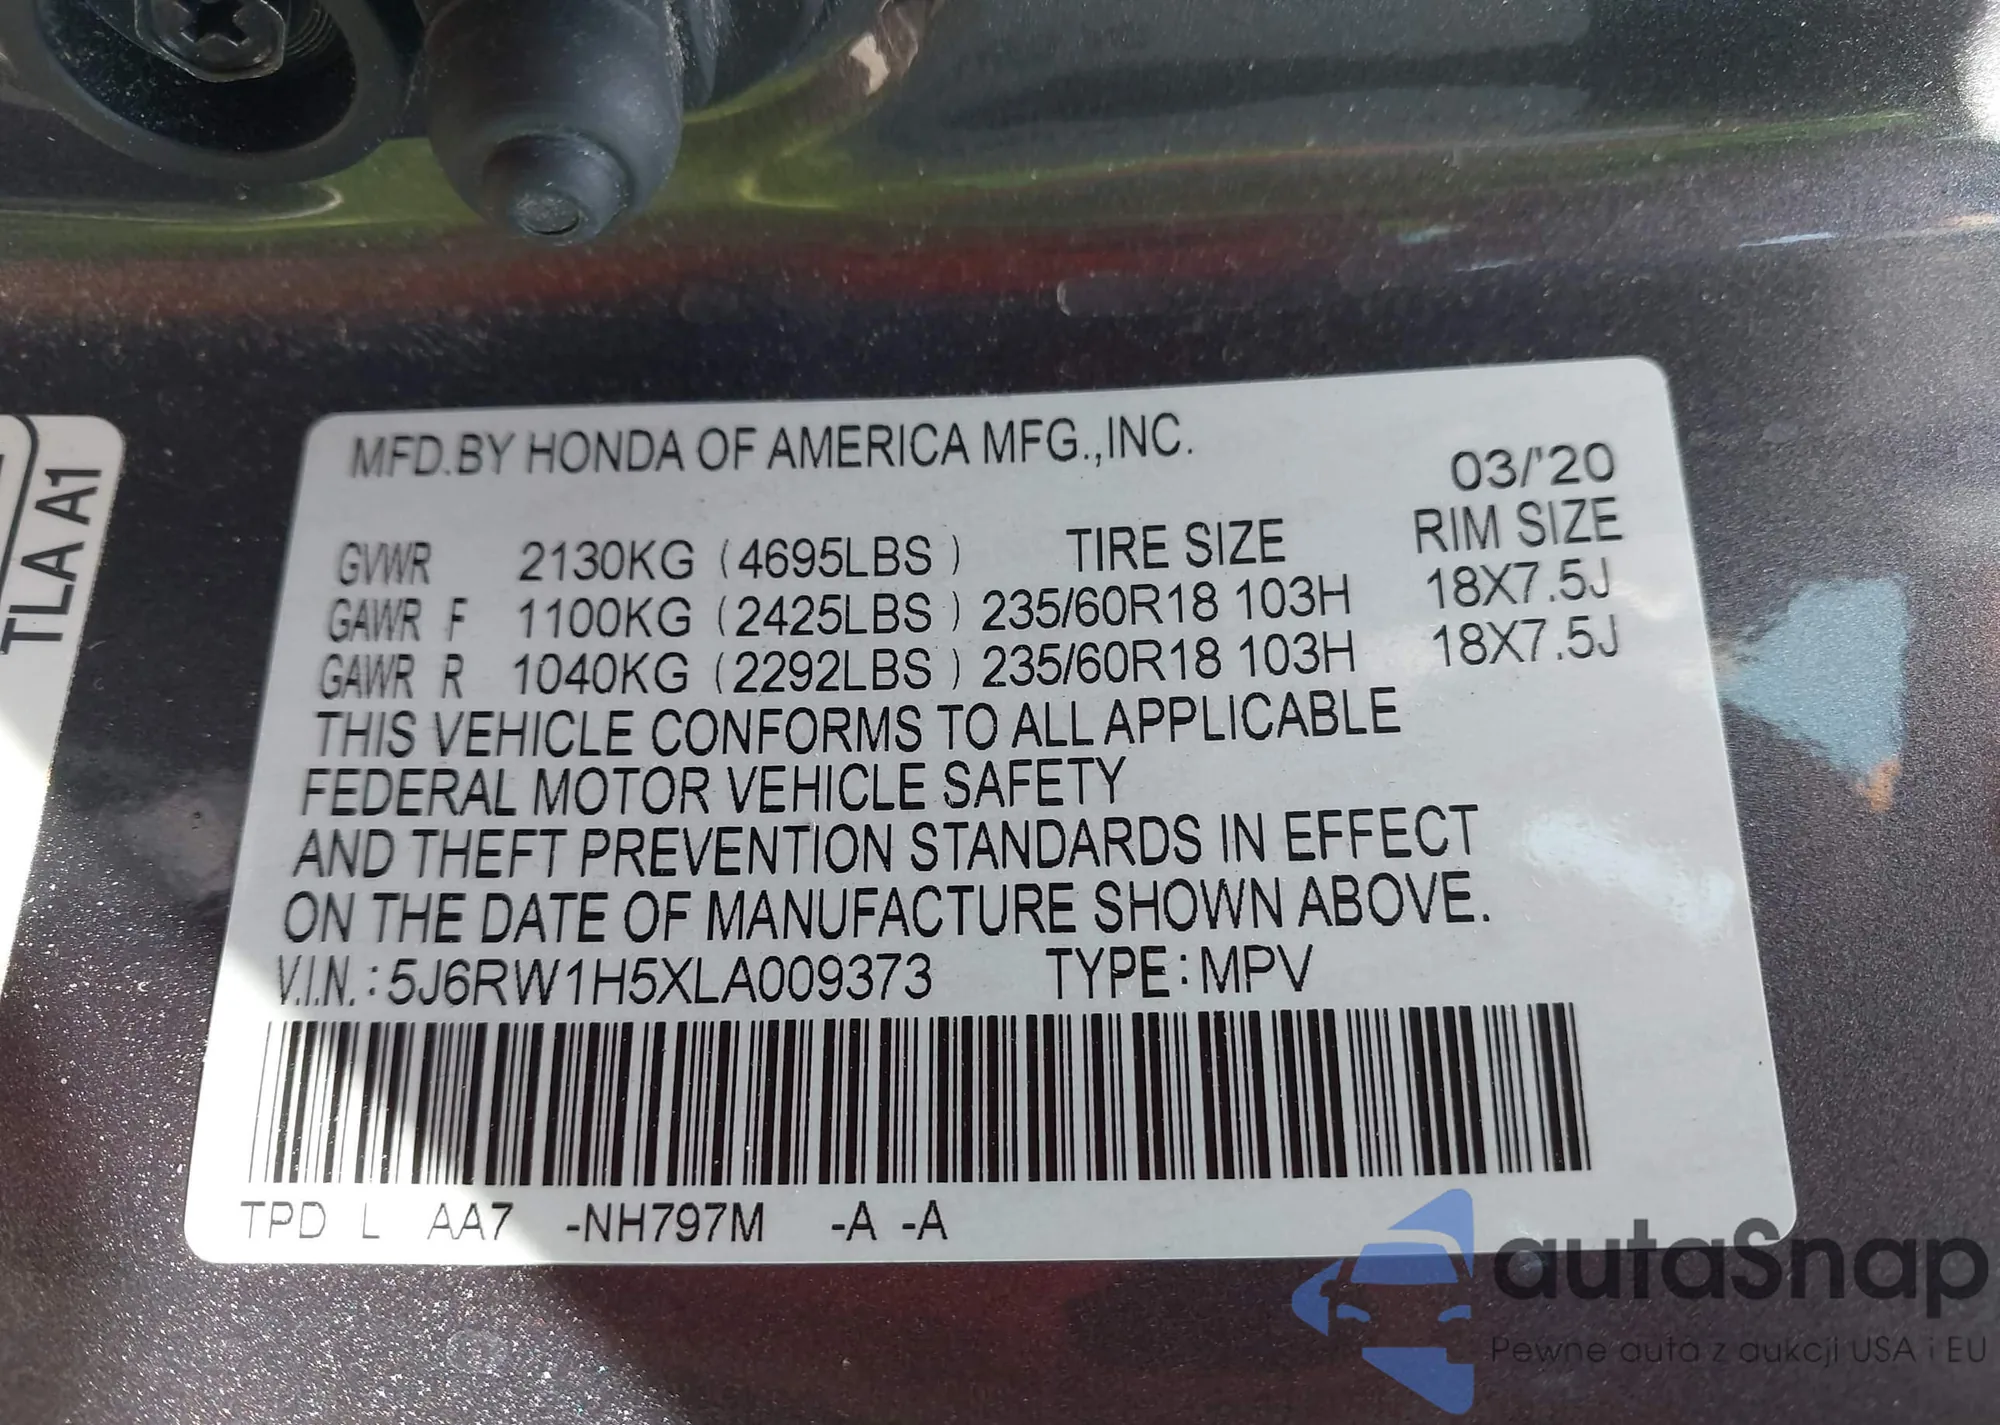 MFD.BY HONDA OF AMERICA MFG.,INC.
03/'20
GVWR 2130KG (4695LBS) TIRE SIZE RIM SIZE
GAWR F 1100KG (2425LBS) 235/60R18 103H 18X7.5J
GAWR R 1040KG (2292LBS) 235/60R18 103H 18X7.5J
THIS VEHICLE CONFORMS TO ALL APPLICABLE
FEDERAL MOTOR VEHICLE SAFETY
AND THEFT PREVENTION STANDARDS IN EFFECT
ON THE DATE OF MANUFACTURE SHOWN ABOVE.
V.I.N.: 5J6RW1H5XLA009373 TYPE: MPV
TPD L AA7 -NH797M -A -A
TLA A1
autaSnap
Pewne auta z aukcji USA i EU